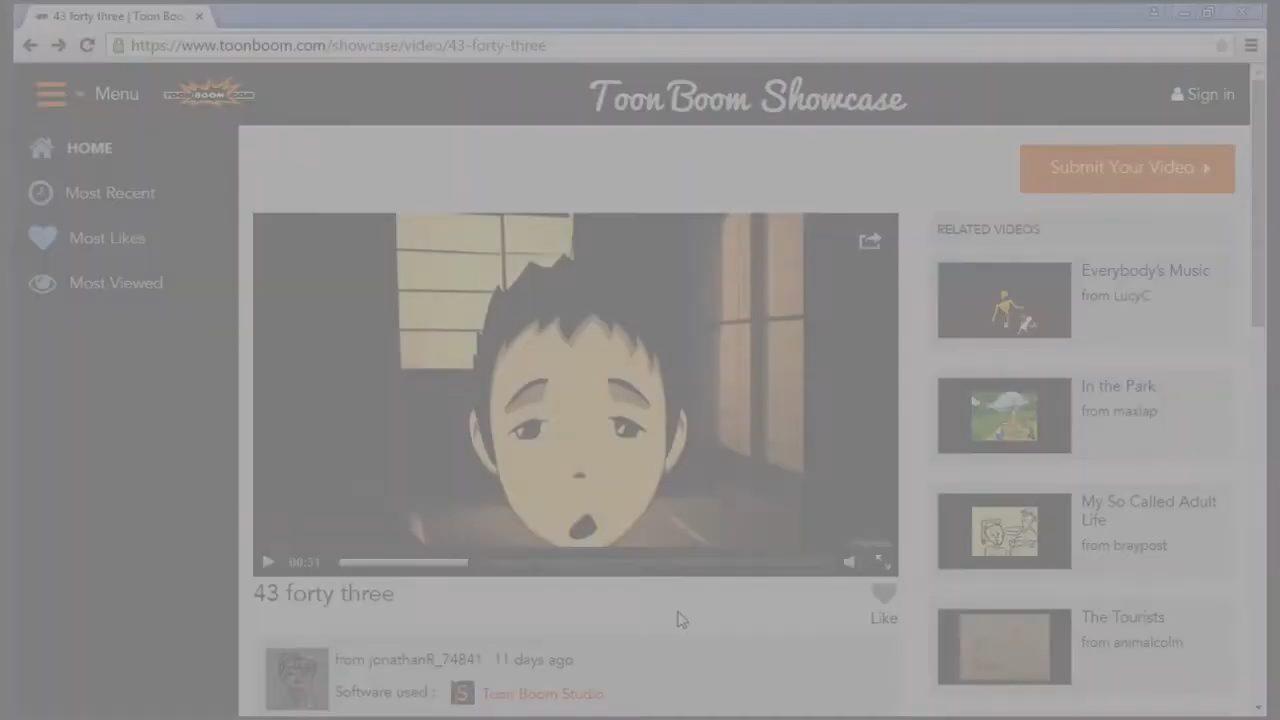 43 forty three | Toon Boo
https://www.toonboom.com/showcase/video/43-forty-three
Menu
TOON BOOM .COM
Toon Boom Showcase
Sign in
HOME
Most Recent
Most Likes
Most Viewed
Submit Your Video
RELATED VIDEOS
Everybody's Music
from LucyC
In the Park
from maxlap
My So Called Adult
Life
from braypost
The Tourists
from animalcolm
00:31
43 forty three
Like
from jonathanR_74841 11 days ago
Software used :
S
Toon Boom Studio